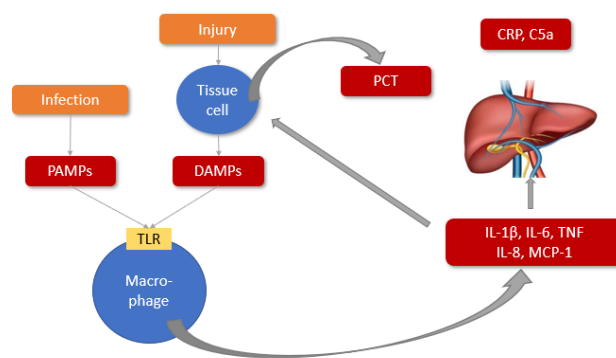 Injury
CRP, C5a
PCT
Tissue
cell
Infection
PAMPs
DAMPs
TLR
Macro-
phage
IL-1β, IL-6, TNF
IL-8, MCP-1